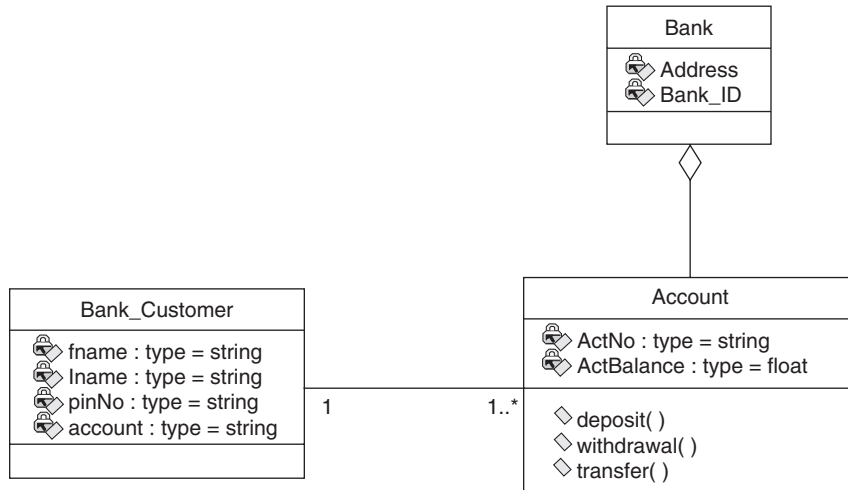 Bank
Address
Bank_ID
Bank_Customer
fname : type = string
lname : type = string
pinNo : type = string
account : type = string
1
1..*
Account
ActNo : type = string
ActBalance : type = float
deposit( )
withdrawal( )
transfer( )